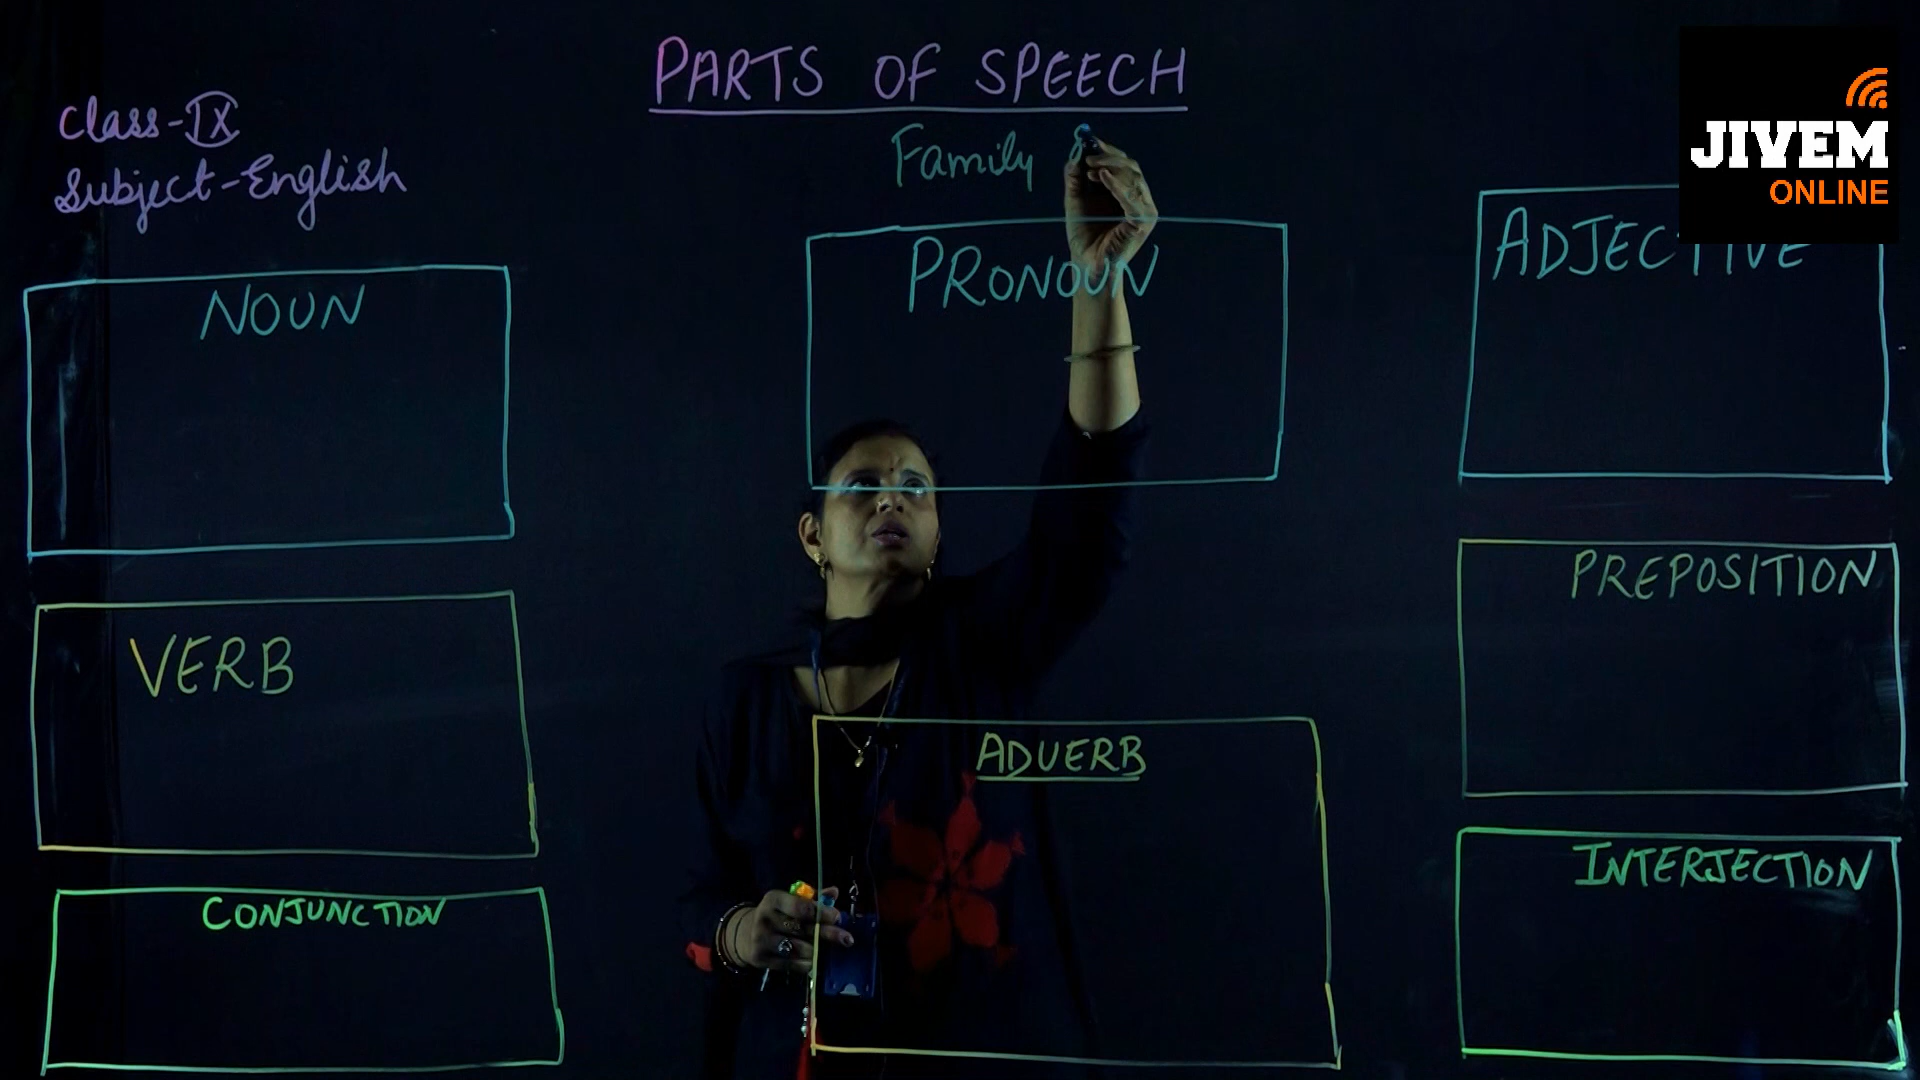 PARTS OF SPEECH
Class-IX
Subject-English
Family
JIVEM
ONLINE
NOUN
PRONOUN
ADJECTIVE
VERB
ADVERB
PREPOSITION
CONJUNCTION
INTERJECTION